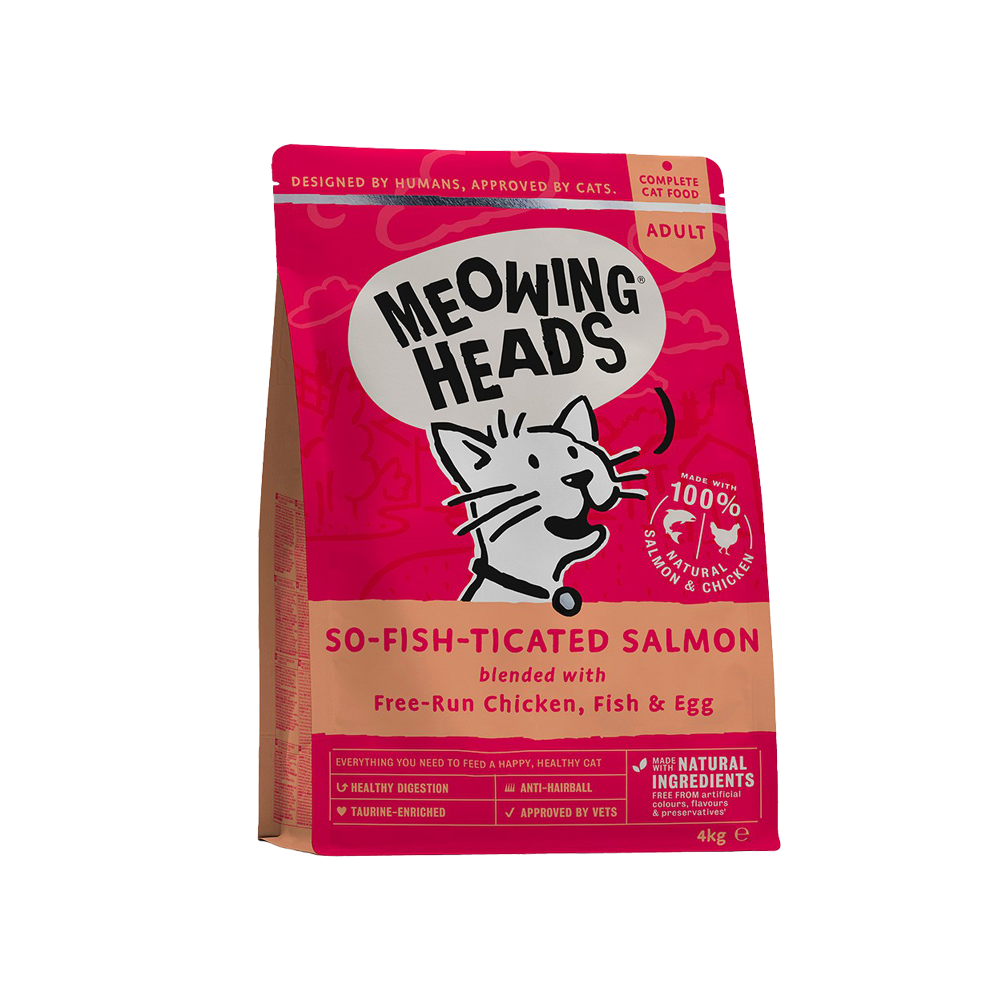 DESIGNED BY HUMANS, APPROVED BY CATS.
COMPLETE
CAT FOOD
ADULT
MEOWING®
HEADS
MADE WITH
100%
NATURAL
SALMON & CHICKEN
SO-FISH-TICATED SALMON
blended with
Free-Run Chicken, Fish & Egg
EVERYTHING YOU NEED TO FEED A HAPPY, HEALTHY CAT
HEALTHY DIGESTION
ANTI-HAIRBALL
TAURINE-ENRICHED
APPROVED BY VETS
MADE WITH NATURAL
INGREDIENTS
FREE FROM artificial
colours, flavours
& preservatives*
4kg ℮